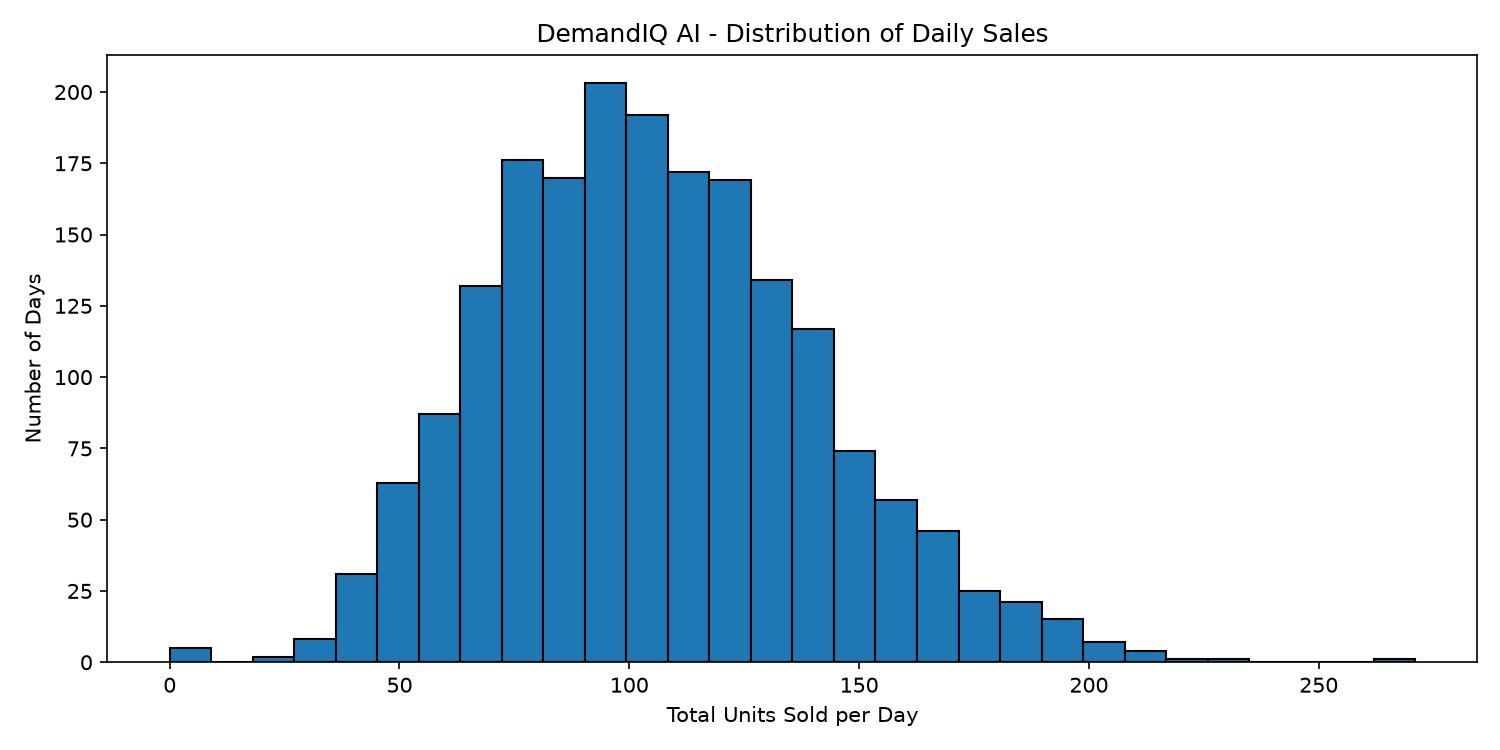 DemandIQ AI - Distribution of Daily Sales
200
175
150
125
100
75
50
25
0
Number of Days
0 50 100 150 200 250
Total Units Sold per Day